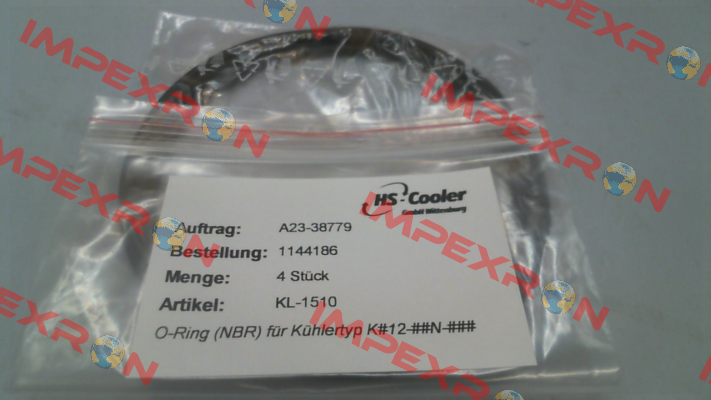 IMPEXRON
HS-Cooler
GmbH Wittenburg
Auftrag: A23-38779
Bestellung: 1144186
Menge: 4 Stück
Artikel: KL-1510
O-Ring (NBR) für Kühlertyp K#12-##N-###